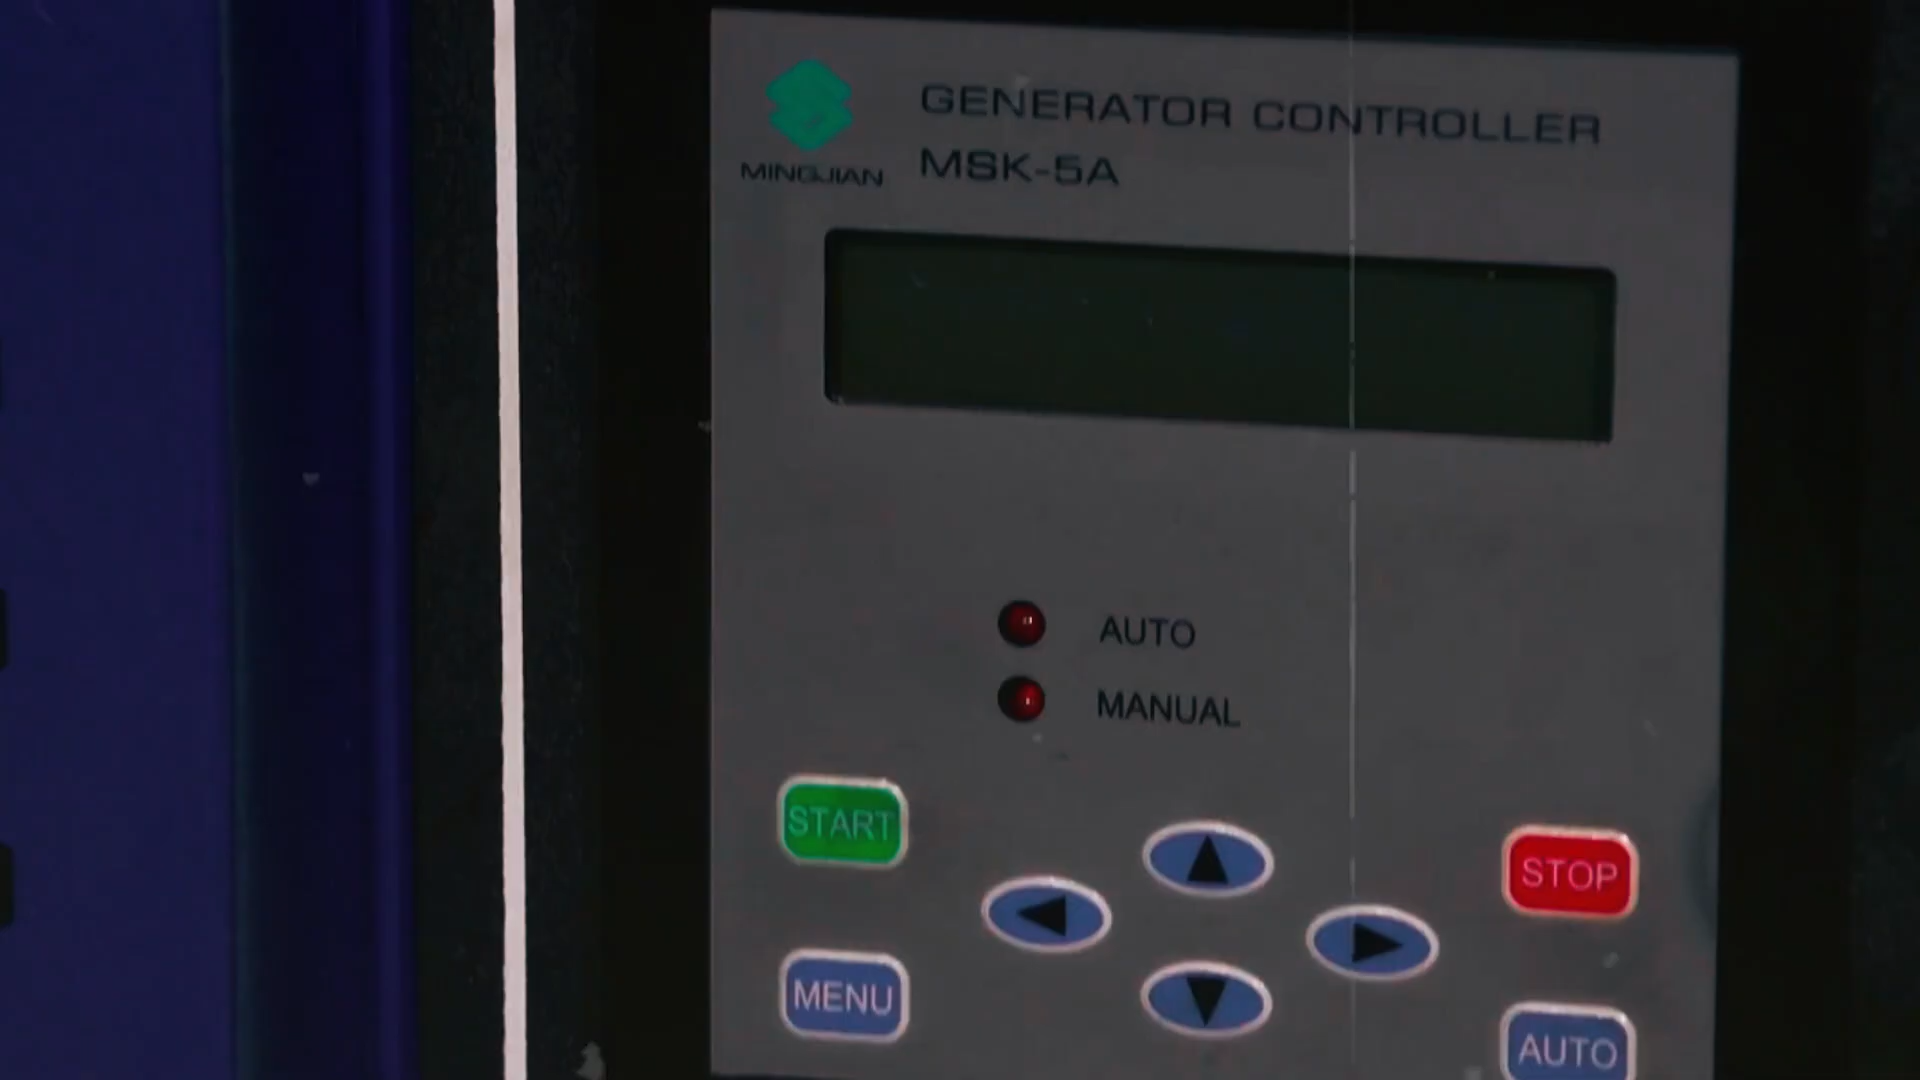 GENERATOR CONTROLLER
MSK-5A
MINGJIAN
AUTO
MANUAL
START
STOP
MENU
AUTO